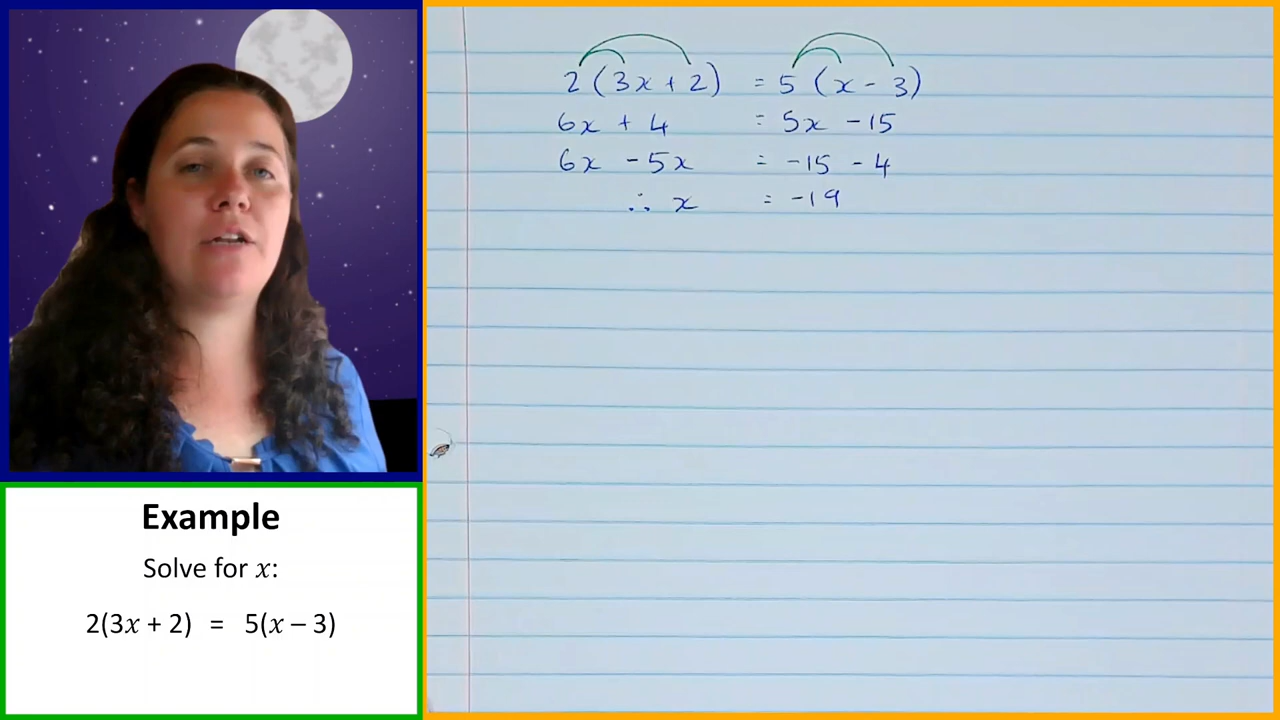 2(3x + 2) = 5(x - 3)
6x + 4 = 5x - 15
6x - 5x = -15 - 4
∴ x = -19
Example
Solve for x:
2(3x + 2) = 5(x – 3)